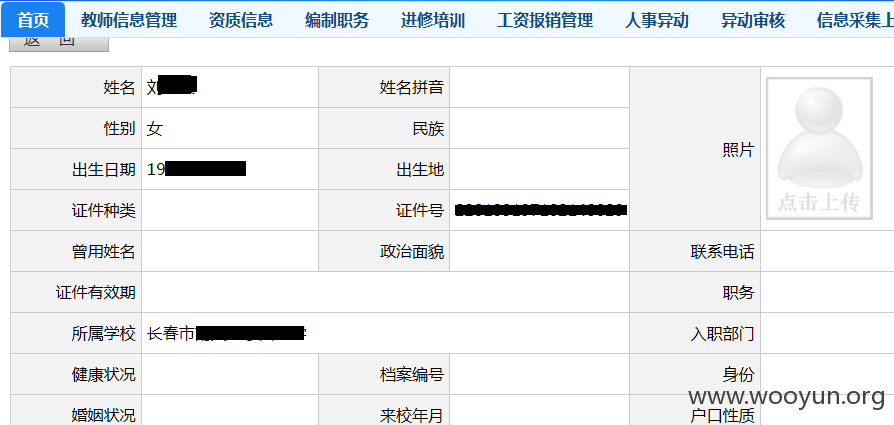 首页 教师信息管理 资质信息 编制职务 进修培训 工资报销管理 人事异动 异动审核 信息采集上
返 回
姓名 刘 姓名拼音 照片 点击上传
性别 女 民族
出生日期 19 出生地
证件种类 证件号
曾用姓名 政治面貌 联系电话
证件有效期 职务
所属学校 长春市 入职部门
健康状况 档案编号 身份
www.wooyun.org
婚姻状况 来校年月 户口性质